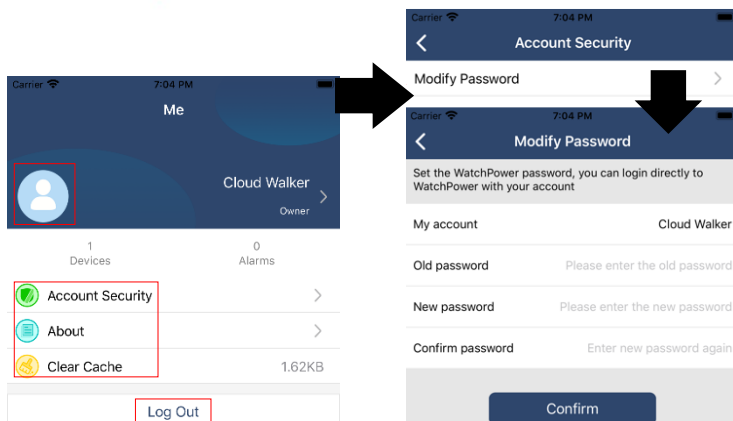 Carrier 7:04 PM
Me
Cloud Walker
Owner
1
Devices
0
Alarms
Account Security
About
Clear Cache 1.62KB
Log Out
Carrier 7:04 PM
Account Security
Modify Password
Carrier 7:04 PM
Modify Password
Set the WatchPower password, you can login directly to
WatchPower with your account
My account Cloud Walker
Old password Please enter the old password
New password Please enter the new password
Confirm password Enter new password again
Confirm